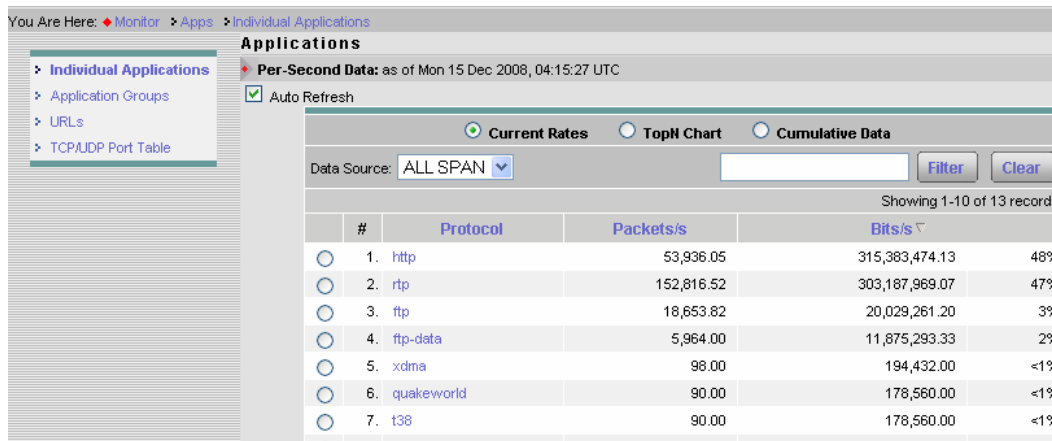 You Are Here: Monitor Apps Individual Applications
Individual Applications
Application Groups
URLs
TCP/UDP Port Table
Applications
Per-Second Data: as of Mon 15 Dec 2008, 04:15:27 UTC
Auto Refresh
Current Rates TopN Chart Cumulative Data
Data Source: ALL SPAN Filter Clear
Showing 1-10 of 13 record
# Protocol Packets/s Bits/s
1. http 53,936.05 315,383,474.13 48%
2. rtp 152,816.52 303,187,969.07 47%
3. ftp 18,653.82 20,029,261.20 3%
4. ftp-data 5,964.00 11,875,293.33 2%
5. xdma 98.00 194,432.00 <1%
6. quakeworld 90.00 178,560.00 <1%
7. t38 90.00 178,560.00 <1%